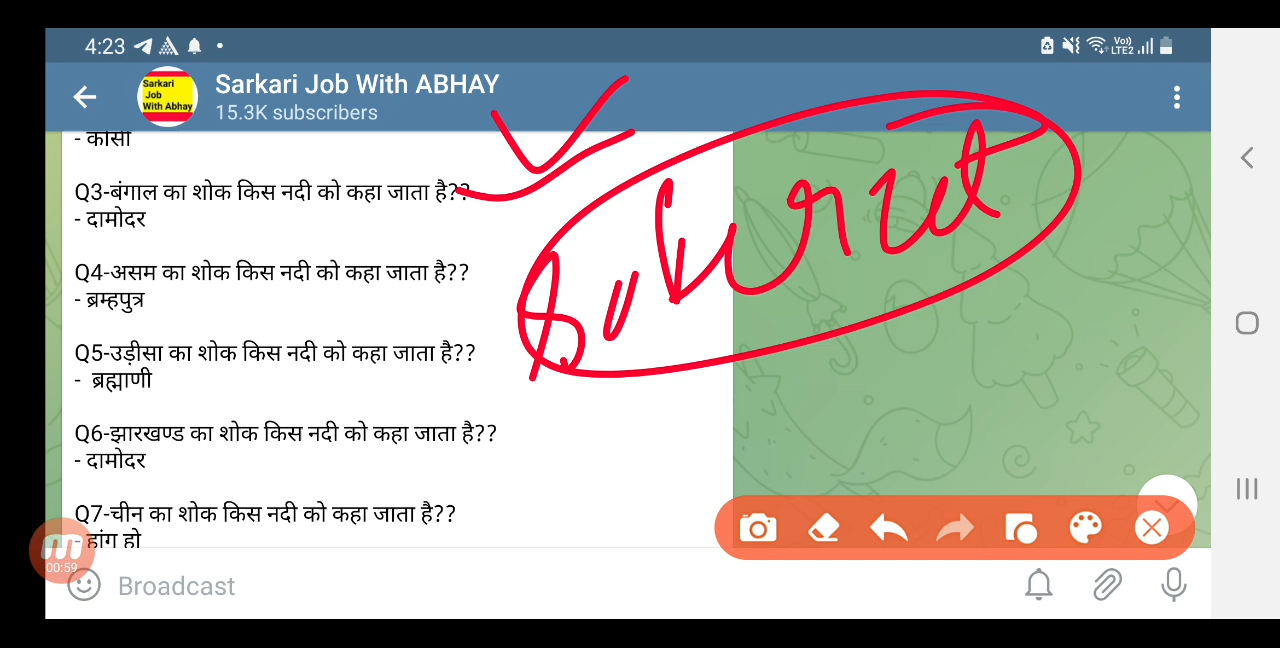 4:23
Vo))
LTE2
Sarkari
Job
With Abhay
Sarkari Job With ABHAY
15.3K subscribers
- कोसी
Q3-बंगाल का शोक किस नदी को कहा जाता है??
- दामोदर
Q4-असम का शोक किस नदी को कहा जाता है??
- ब्रम्हपुत्र
Q5-उड़ीसा का शोक किस नदी को कहा जाता है??
- ब्रह्माणी
Q6-झारखण्ड का शोक किस नदी को कहा जाता है??
- दामोदर
Q7-चीन का शोक किस नदी को कहा जाता है??
- हांग हो
00:59
Broadcast